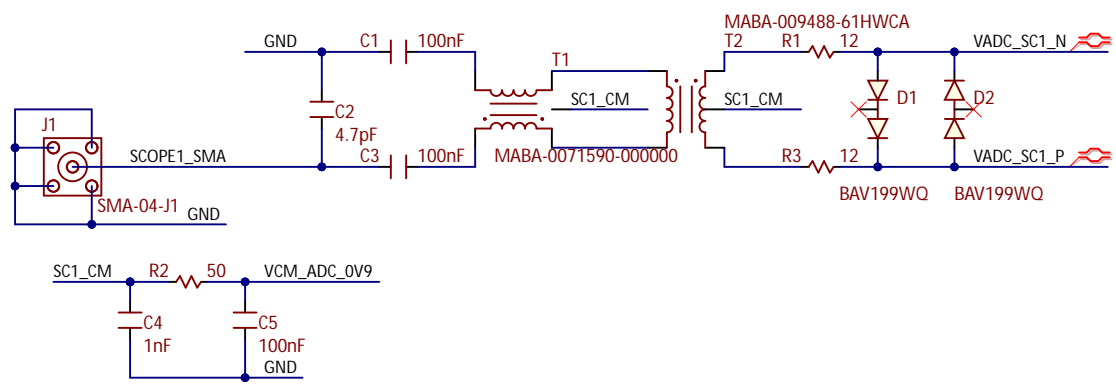 MABA-009488-61HWCA
GND
C1
100nF
T1
T2
R1
12
VADC_SC1_N
C2
4.7pF
SC1_CM
SC1_CM
D1
D2
J1
SCOPE1_SMA
C3
100nF
MABA-0071590-000000
R3
12
VADC_SC1_P
SMA-04-J1
GND
BAV199WQ
BAV199WQ
SC1_CM
R2
50
VCM_ADC_0V9
C4
1nF
C5
100nF
GND